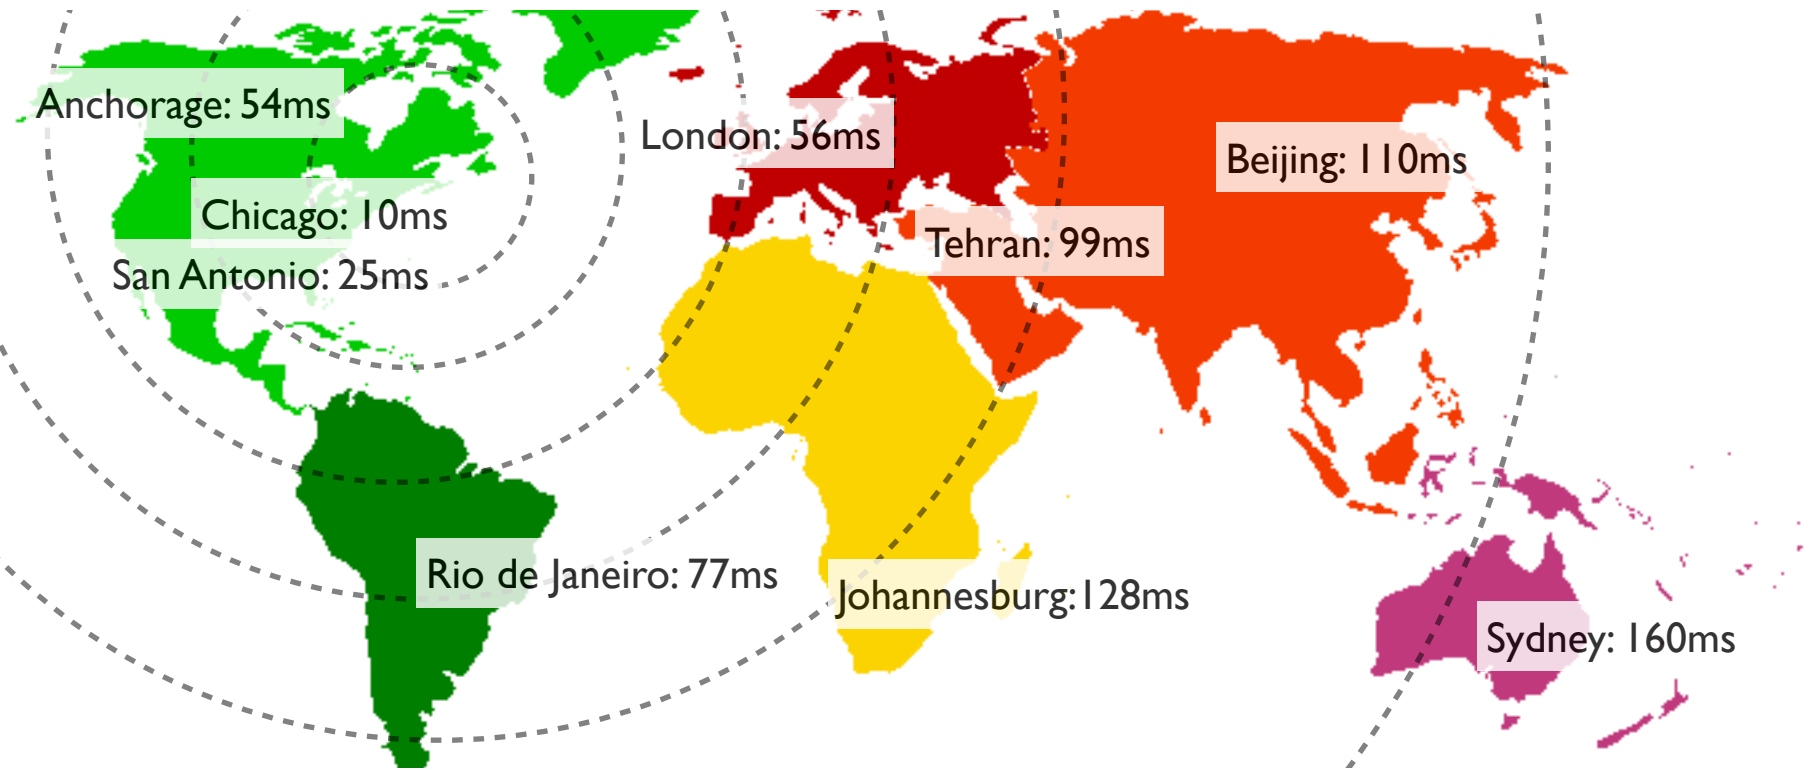 Anchorage: 54ms
London: 56ms
Beijing: 110ms
Chicago: 10ms
Tehran: 99ms
San Antonio: 25ms
Rio de Janeiro: 77ms
Johannesburg:128ms
Sydney: 160ms